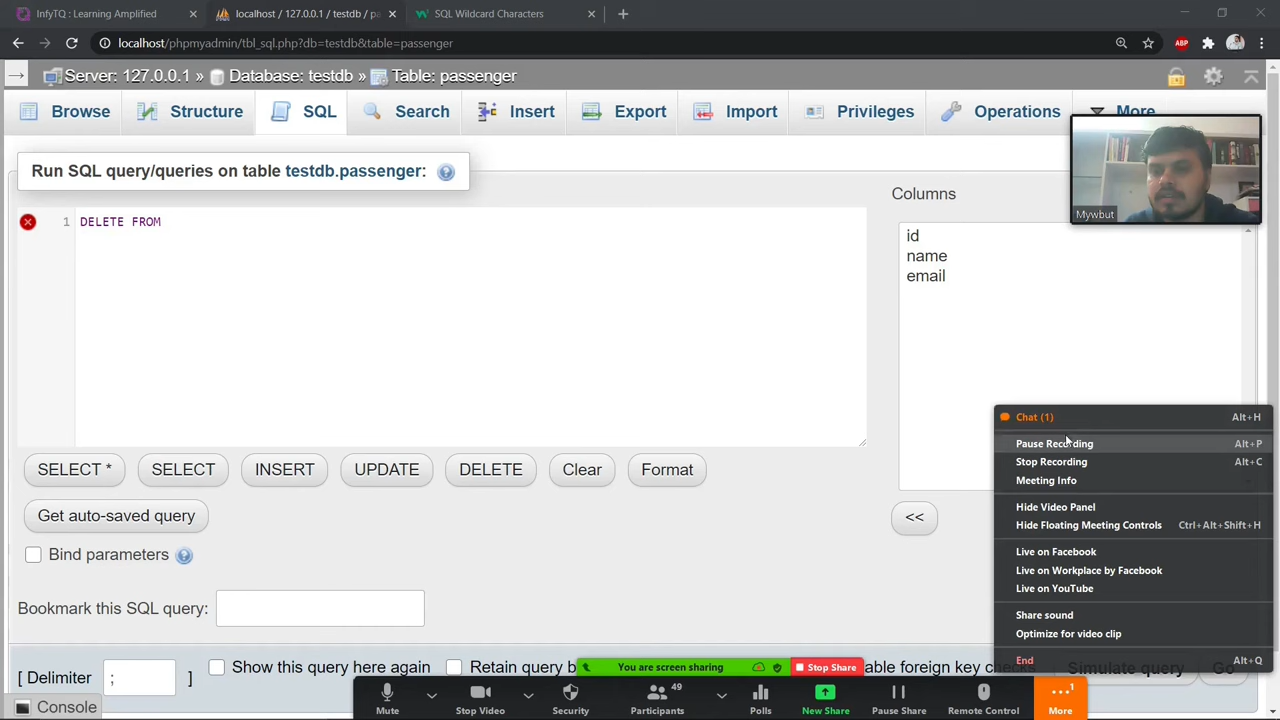 InfyTQ : Learning Amplified
localhost / 127.0.0.1 / testdb / pa
SQL Wildcard Characters
localhost/phpmyadmin/tbl_sql.php?db=testdb&table=passenger
ABP
Server: 127.0.0.1 » Database: testdb » Table: passenger
Browse Structure SQL Search Insert Export Import Privileges Operations More
Run SQL query/queries on table testdb.passenger:
Mywbut
Columns
1 DELETE FROM
id
name
email
SELECT * SELECT INSERT UPDATE DELETE Clear Format
<<
Get auto-saved query
Bind parameters
Bookmark this SQL query:
Chat (1) Alt+H
Pause Recording Alt+P
Stop Recording Alt+C
Meeting Info
Hide Video Panel
Hide Floating Meeting Controls Ctrl+Alt+Shift+H
Live on Facebook
Live on Workplace by Facebook
Live on YouTube
Share sound
Optimize for video clip
End Alt+Q
[ Delimiter ; ] Show this query here again Retain query b
You are screen sharing Stop Share
able foreign key checks Simulate query Go
Console
Mute Stop Video Security Participants 49 Polls New Share Pause Share Remote Control More 1